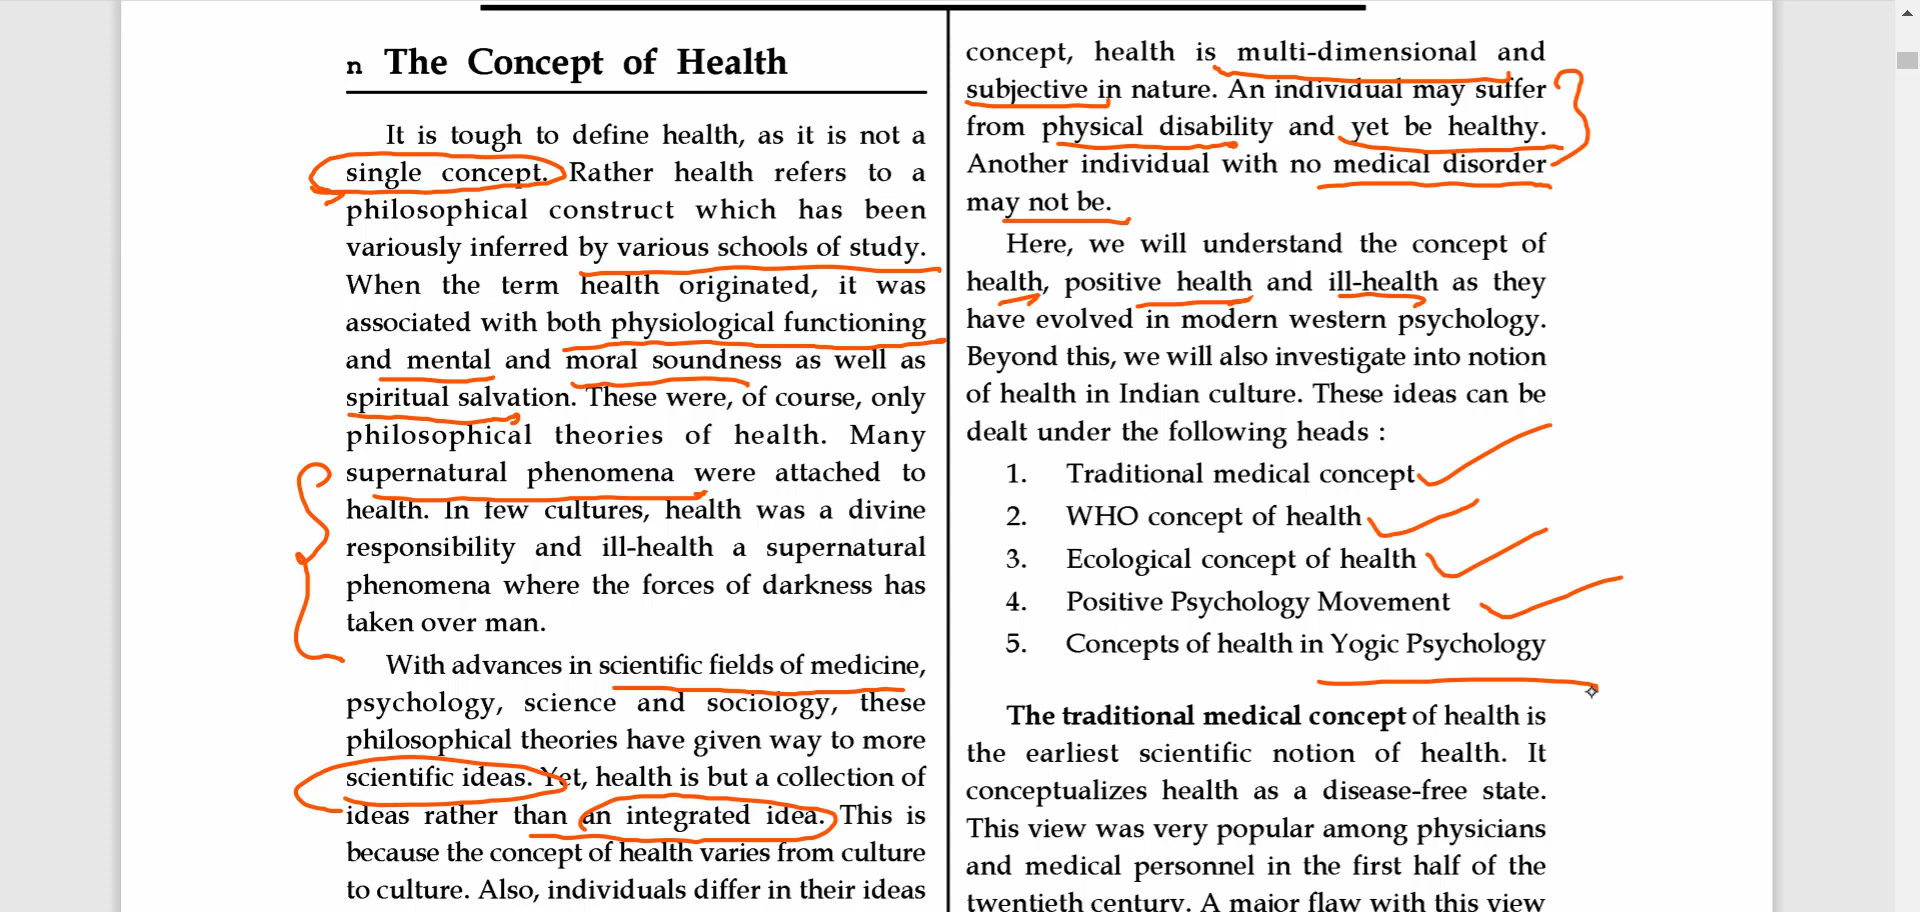 n The Concept of Health
It is tough to define health, as it is not a
single concept. Rather health refers to a
philosophical construct which has been
variously inferred by various schools of study.
When the term health originated, it was
associated with both physiological functioning
and mental and moral soundness as well as
spiritual salvation. These were, of course, only
philosophical theories of health. Many
supernatural phenomena were attached to
health. In few cultures, health was a divine
responsibility and ill-health a supernatural
phenomena where the forces of darkness has
taken over man.
With advances in scientific fields of medicine,
psychology, science and sociology, these
philosophical theories have given way to more
scientific ideas. Yet, health is but a collection of
ideas rather than an integrated idea. This is
because the concept of health varies from culture
to culture. Also, individuals differ in their ideas
concept, health is multi-dimensional and
subjective in nature. An individual may suffer
from physical disability and yet be healthy.
Another individual with no medical disorder
may not be.
Here, we will understand the concept of
health, positive health and ill-health as they
have evolved in modern western psychology.
Beyond this, we will also investigate into notion
of health in Indian culture. These ideas can be
dealt under the following heads :
1. Traditional medical concept
2. WHO concept of health
3. Ecological concept of health
4. Positive Psychology Movement
5. Concepts of health in Yogic Psychology
The traditional medical concept of health is
the earliest scientific notion of health. It
conceptualizes health as a disease-free state.
This view was very popular among physicians
and medical personnel in the first half of the
twentieth century. A major flaw with this view